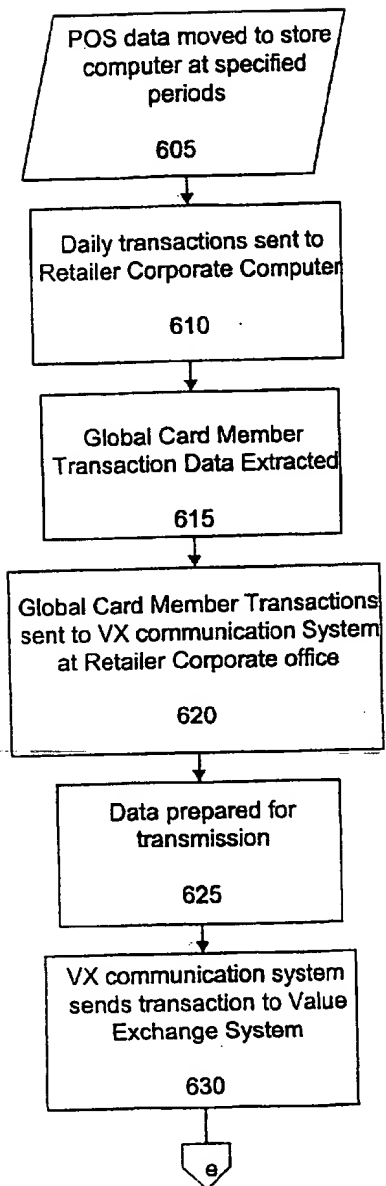 POS data moved to store
computer at specified
periods
605
Daily transactions sent to
Retailer Corporate Computer
610
Global Card Member
Transaction Data Extracted
615
Global Card Member Transactions
sent to VX communication System
at Retailer Corporate office
620
Data prepared for
transmission
625
VX communication system
sends transaction to Value
Exchange System
630
e